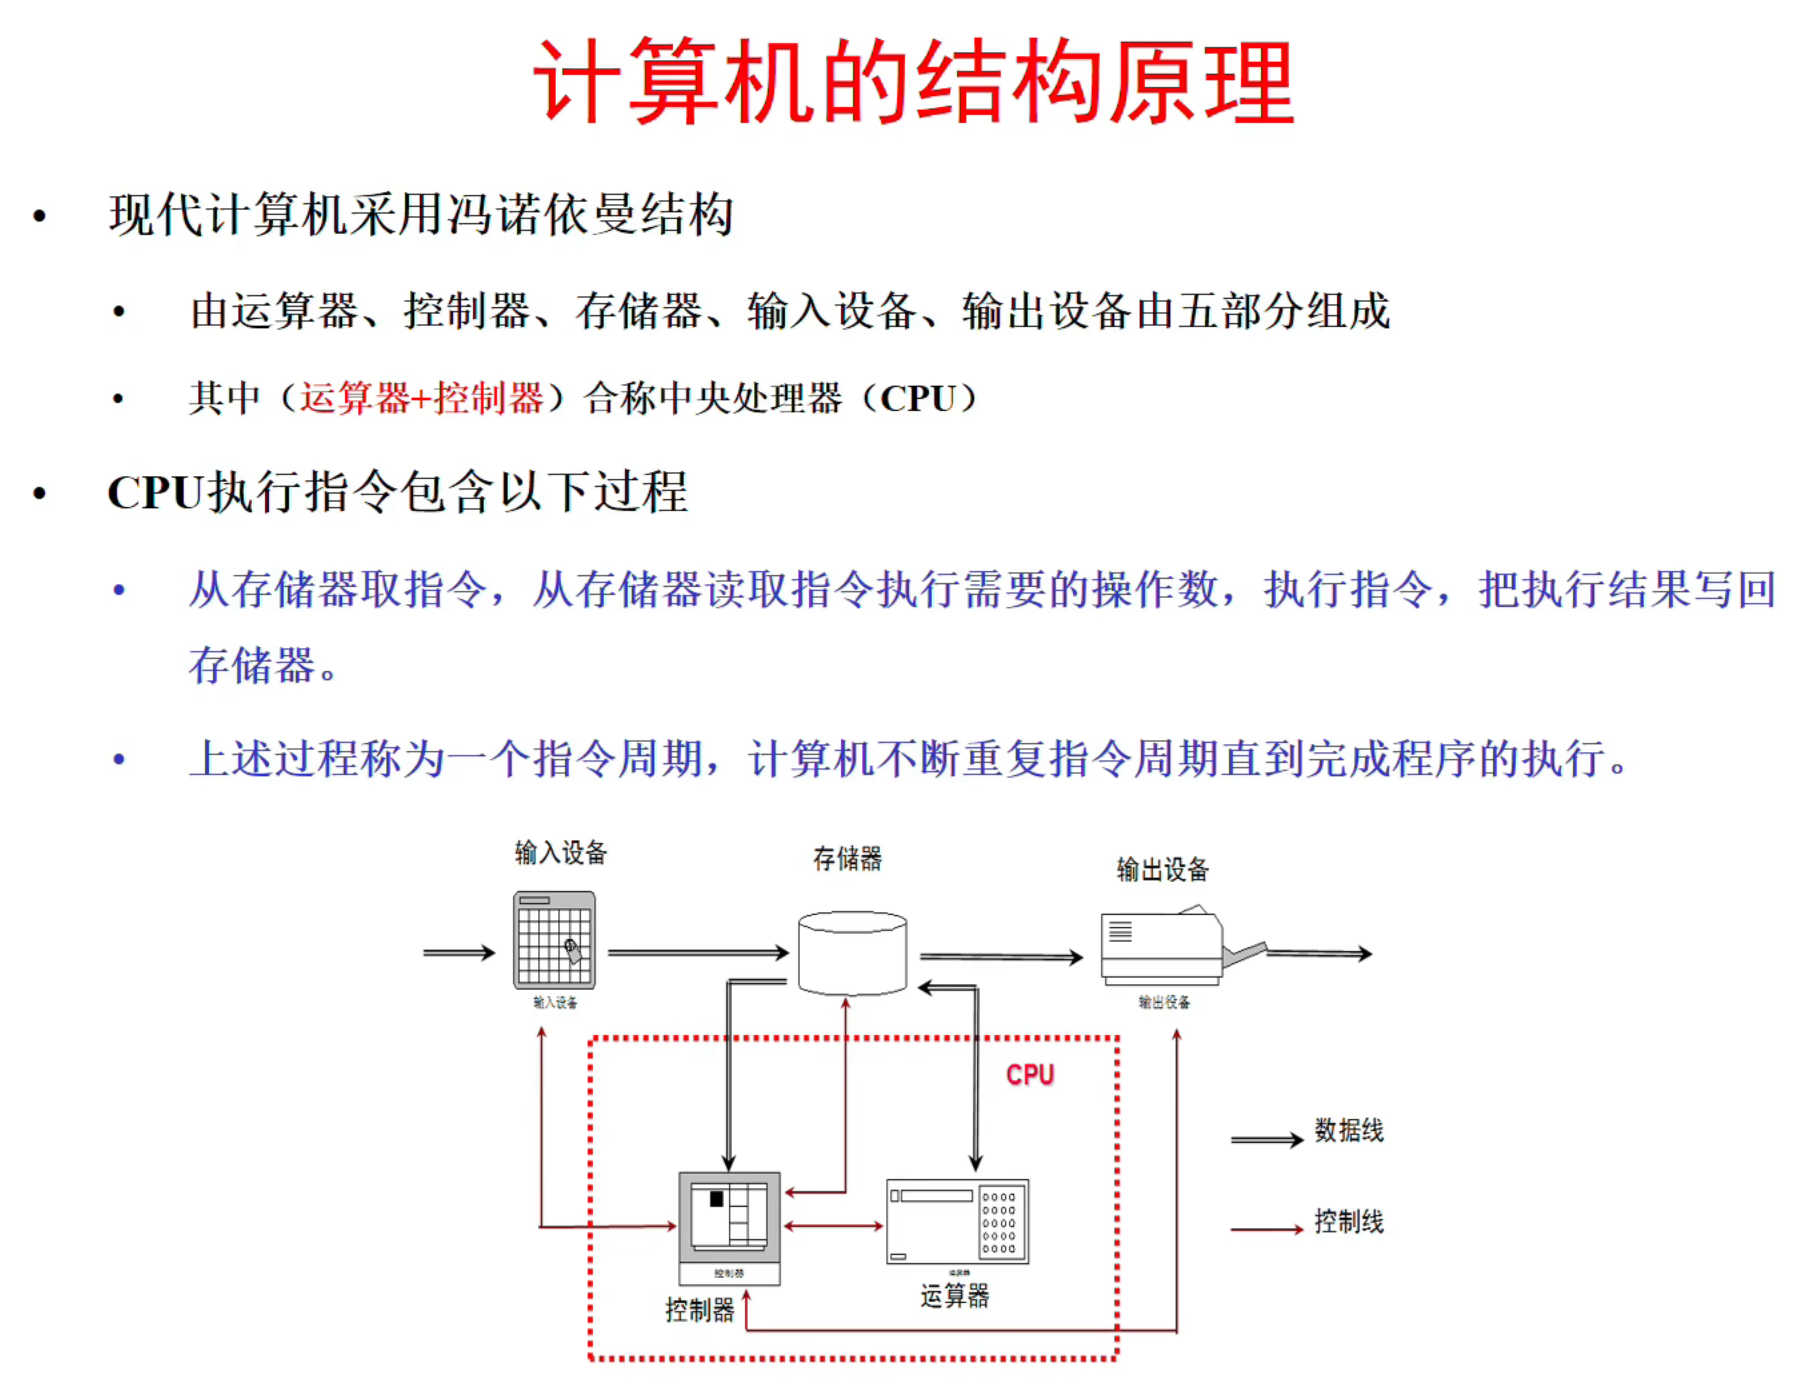 计算机的结构原理
• 现代计算机采用冯诺依曼结构
• 由运算器、控制器、存储器、输入设备、输出设备由五部分组成
• 其中（运算器+控制器）合称中央处理器（CPU）
• CPU执行指令包含以下过程
• 从存储器取指令，从存储器读取指令执行需要的操作数，执行指令，把执行结果写回
存储器。
• 上述过程称为一个指令周期，计算机不断重复指令周期直到完成程序的执行。
输入设备
存储器
输出设备
输入设备
输出役备
CPU
数据线
控制线
控制器
运算器
控制器
运算器